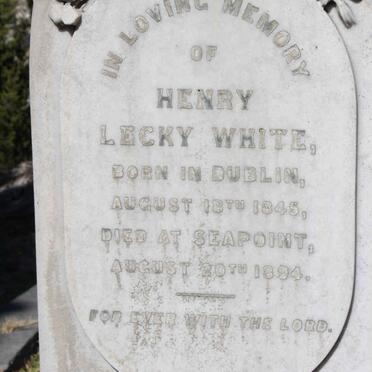 IN LOVING MEMORY
OF
HENRY
LECKY WHITE,
BORN IN DUBLIN,
AUGUST 18TH 1845,
DIED AT SEAPOINT,
AUGUST 20TH 1894.
FOR EVER WITH THE LORD.